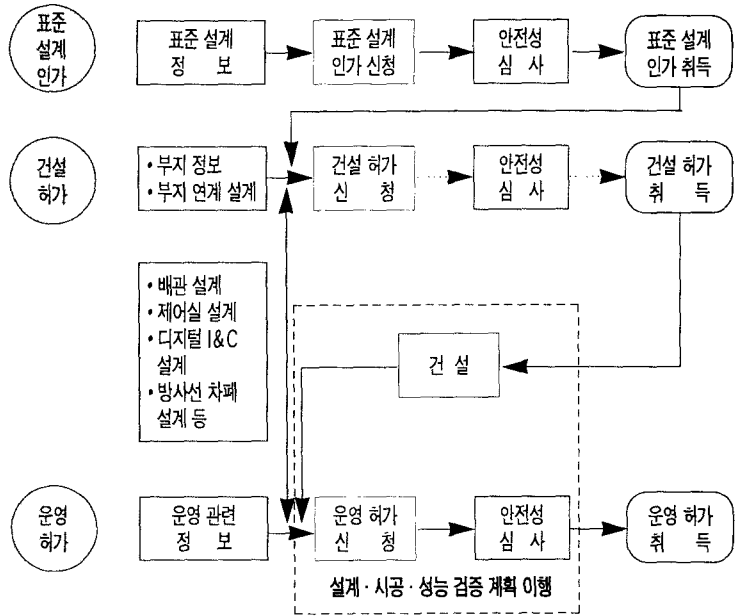 표준
설계
인가
표준 설계
정 보
표준 설계
인가 신청
안전성
심 사
표준 설계
인가 취득
건설
허가
• 부지 정보
• 부지 연계 설계
건설 허가
신 청
안전성
심 사
건설 허가
취 득
• 배관 설계
• 제어실 설계
• 디지털 I&C
설계
• 방사선 차폐
설계 등
건 설
운영
허가
운영 관련
정 보
운영 허가
신 청
안전성
심 사
운영 허가
취 득
설계 · 시공 · 성능 검증 계획 이행